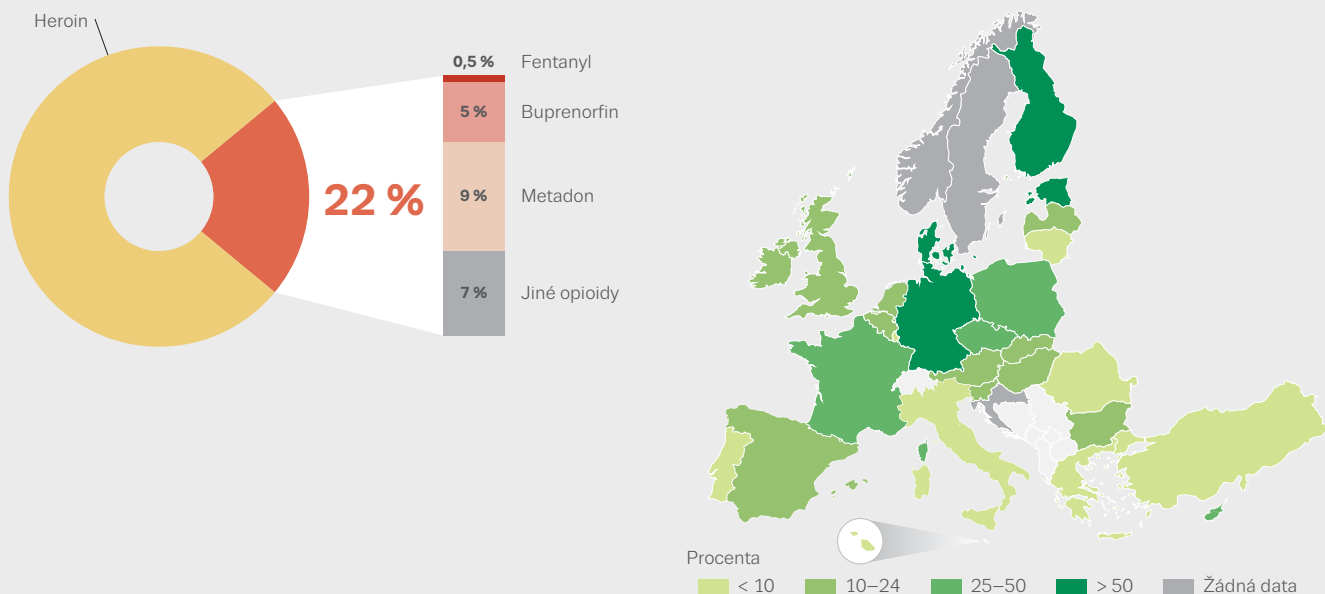 Heroin
22 %
0,5 % Fentanyl
5 % Buprenorfin
9 % Metadon
7 % Jiné opioidy
Procenta
< 10 10–24 25–50 > 50 Žádná data